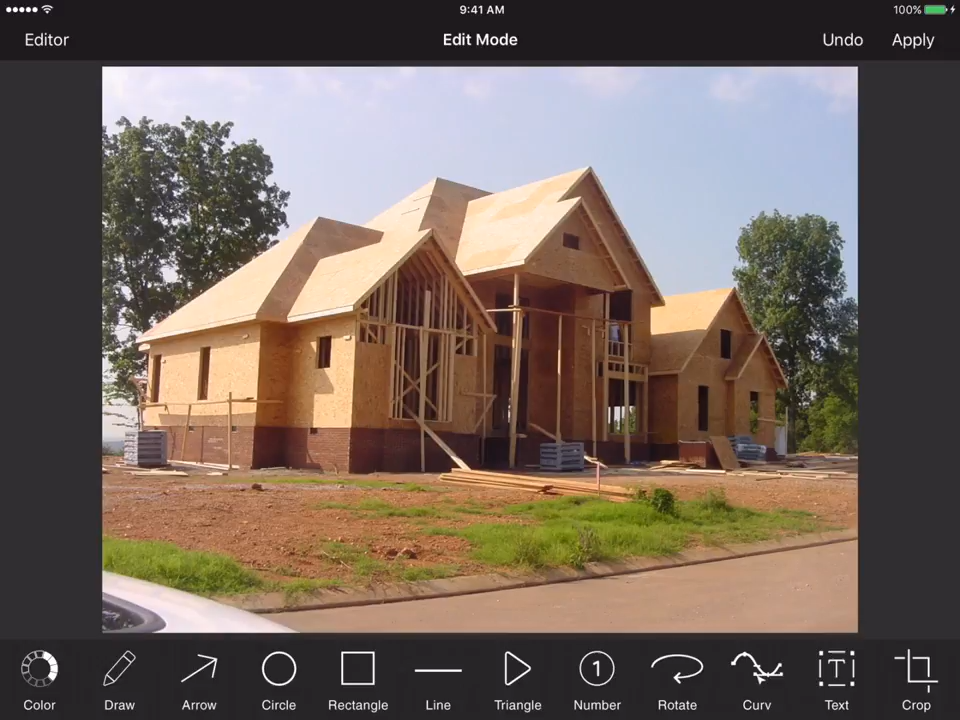 9:41 AM
100%
Editor
Edit Mode
Undo
Apply
1
T
Color
Draw
Arrow
Circle
Rectangle
Line
Triangle
Number
Rotate
Curv
Text
Crop